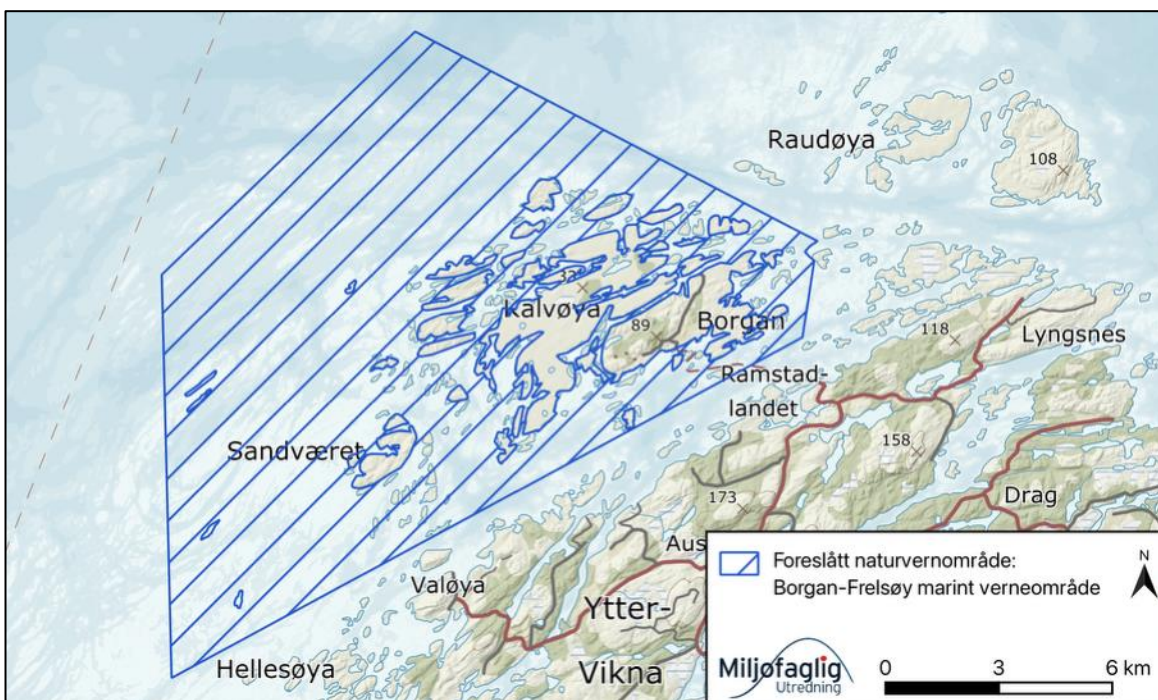 Raudøya
108
32
Kalvøya
89
Borgan
118
Lyngsnes
Ramstad-
landet
Sandværet
158
173
Drag
Aus
Valøya
Ytter-
Vikna
Hellesøya
Foreslått naturvernområde:
Borgan-Frelsøy marint verneområde
N
Miljøfaglig
Utredning
0 3 6 km